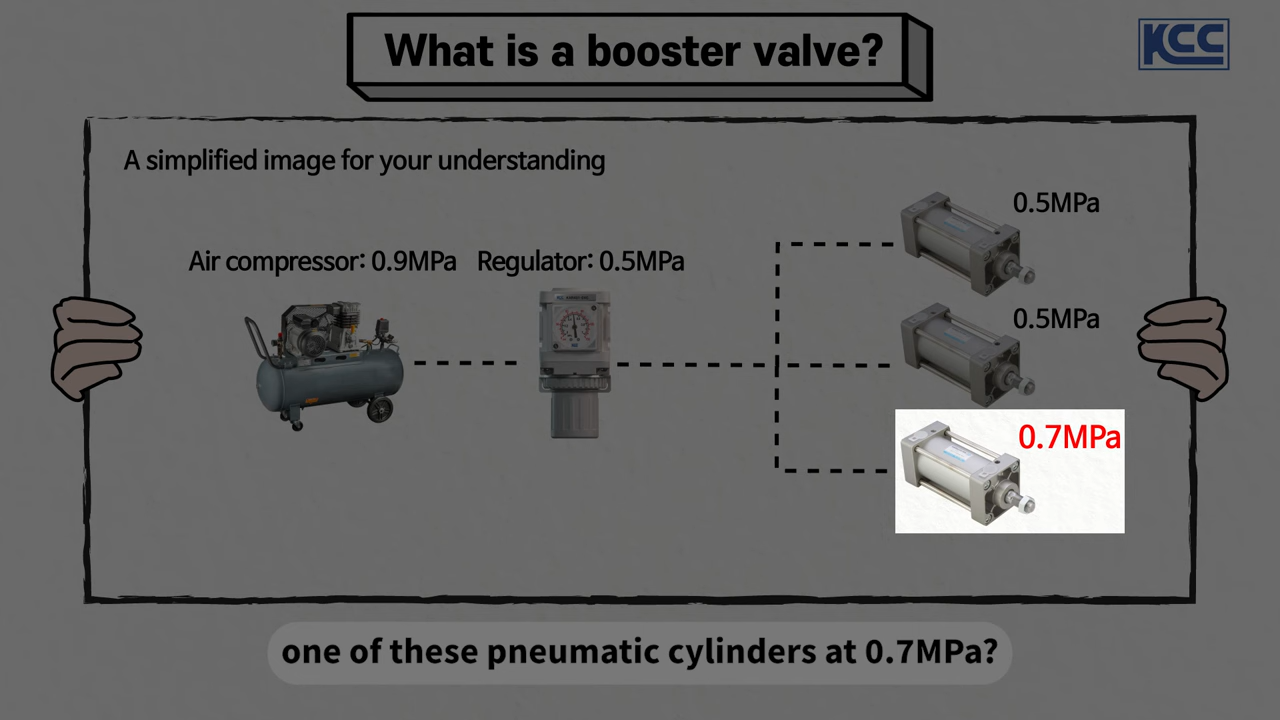 What is a booster valve?
KCC
A simplified image for your understanding
0.5MPa
Air compressor: 0.9MPa
Regulator: 0.5MPa
0.5MPa
0.7MPa
one of these pneumatic cylinders at 0.7MPa?